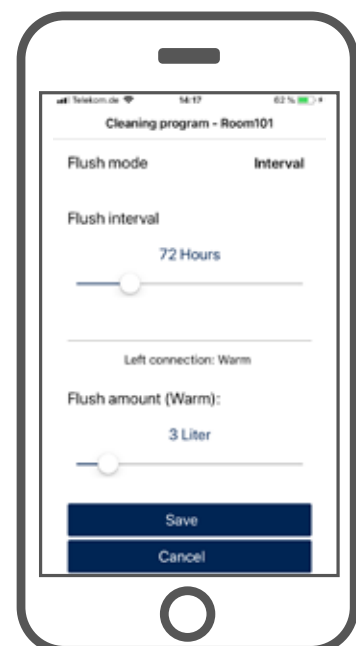 Telekom.de 14:17 62 %
Cleaning program - Room101
Flush mode Interval
Flush interval
72 Hours
Left connection: Warm
Flush amount (Warm):
3 Liter
Save
Cancel